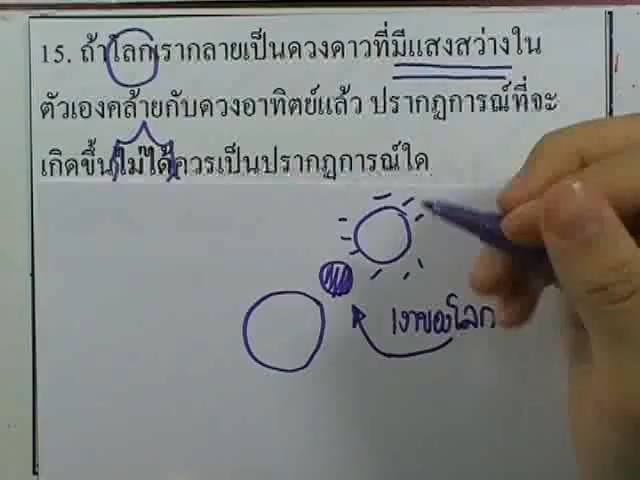 15. ถ้าโลกเรากลายเป็นดวงดาวที่มีแสงสว่างใน
ตัวเองคล้ายกับดวงอาทิตย์แล้ว ปรากฏการณ์ที่จะ
เกิดขึ้นไม่ได้ควรเป็นปรากฏการณ์ใด
เงาของโลก